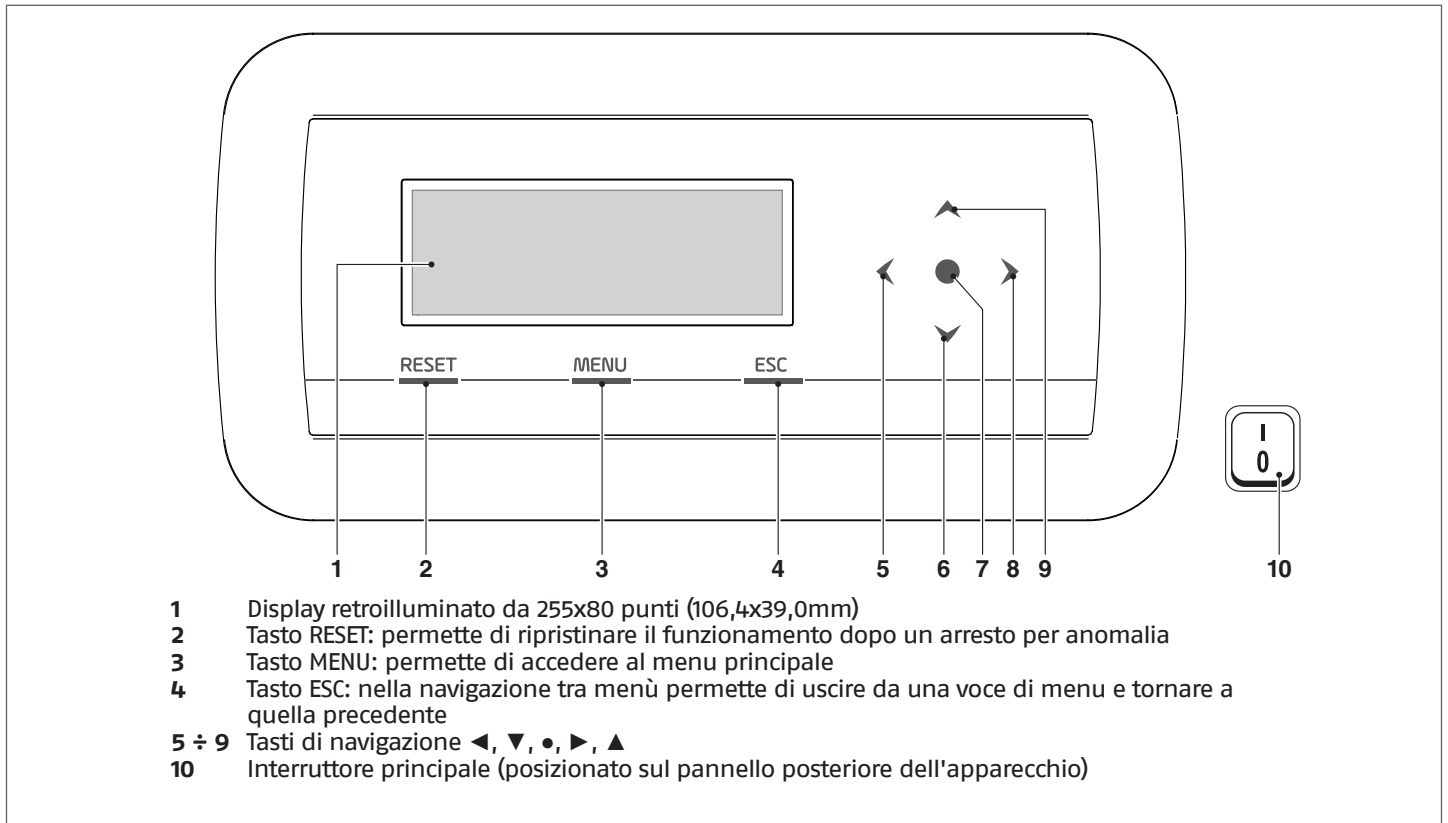 RESET MENU ESC
I
0
1 2 3 4 5 6 7 8 9 10
1 Display retroilluminato da 255x80 punti (106,4x39,0mm)
2 Tasto RESET: permette di ripristinare il funzionamento dopo un arresto per anomalia
3 Tasto MENU: permette di accedere al menu principale
4 Tasto ESC: nella navigazione tra menù permette di uscire da una voce di menu e tornare a
quella precedente
5 ÷ 9 Tasti di navigazione ◄, ▼, ●, ►, ▲
10 Interruttore principale (posizionato sul pannello posteriore dell'apparecchio)